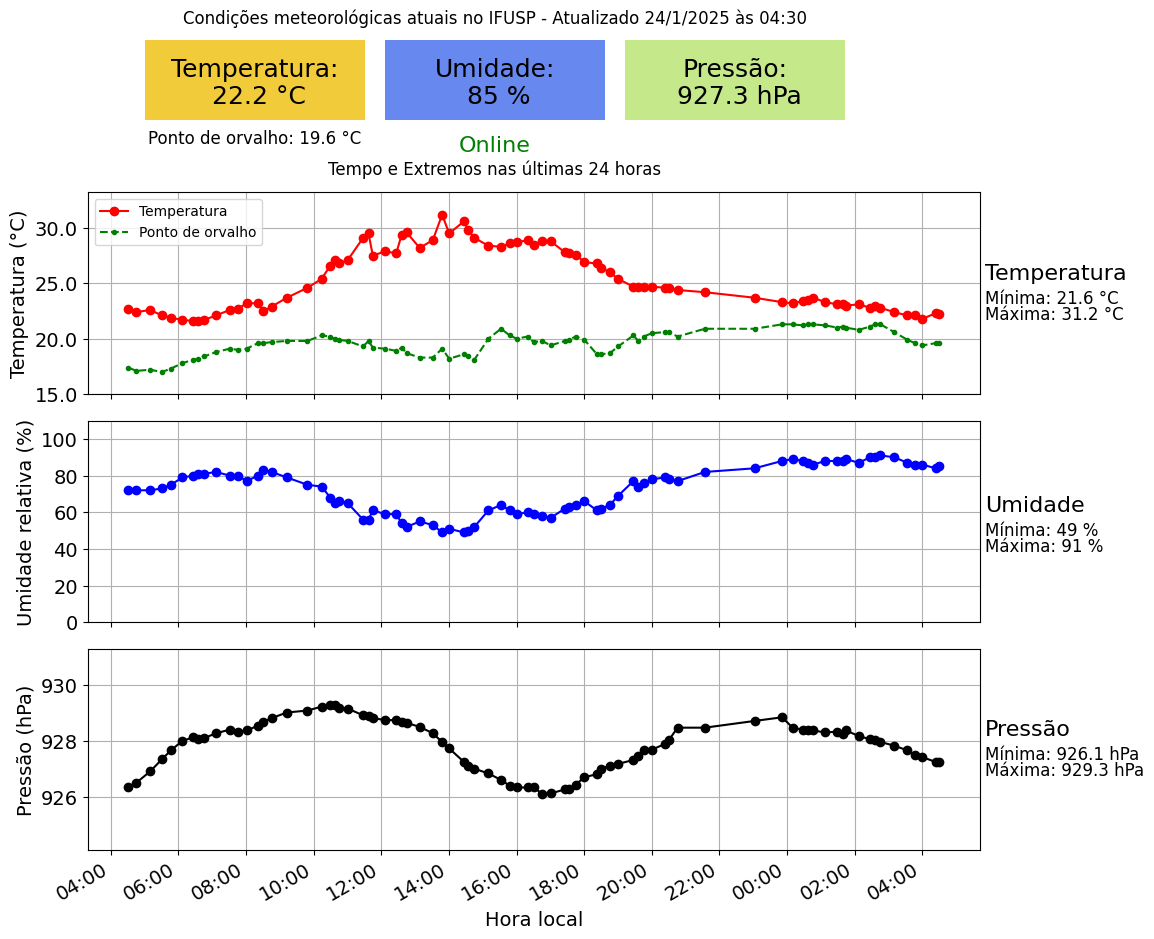 Condições meteorológicas atuais no IFUSP - Atualizado 24/1/2025 às 04:30
Temperatura:
22.2 °C
Umidade:
85 %
Pressão:
927.3 hPa
Ponto de orvalho: 19.6 °C
Online
Tempo e Extremos nas últimas 24 horas
Temperatura (°C)
30.0
25.0
20.0
15.0
Temperatura
Ponto de orvalho
Temperatura
Mínima: 21.6 °C
Máxima: 31.2 °C
Umidade relativa (%)
100
80
60
40
20
0
Umidade
Mínima: 49 %
Máxima: 91 %
Pressão (hPa)
930
928
926
Pressão
Mínima: 926.1 hPa
Máxima: 929.3 hPa
04:00
06:00
08:00
10:00
12:00
14:00
16:00
18:00
20:00
22:00
00:00
02:00
04:00
Hora local